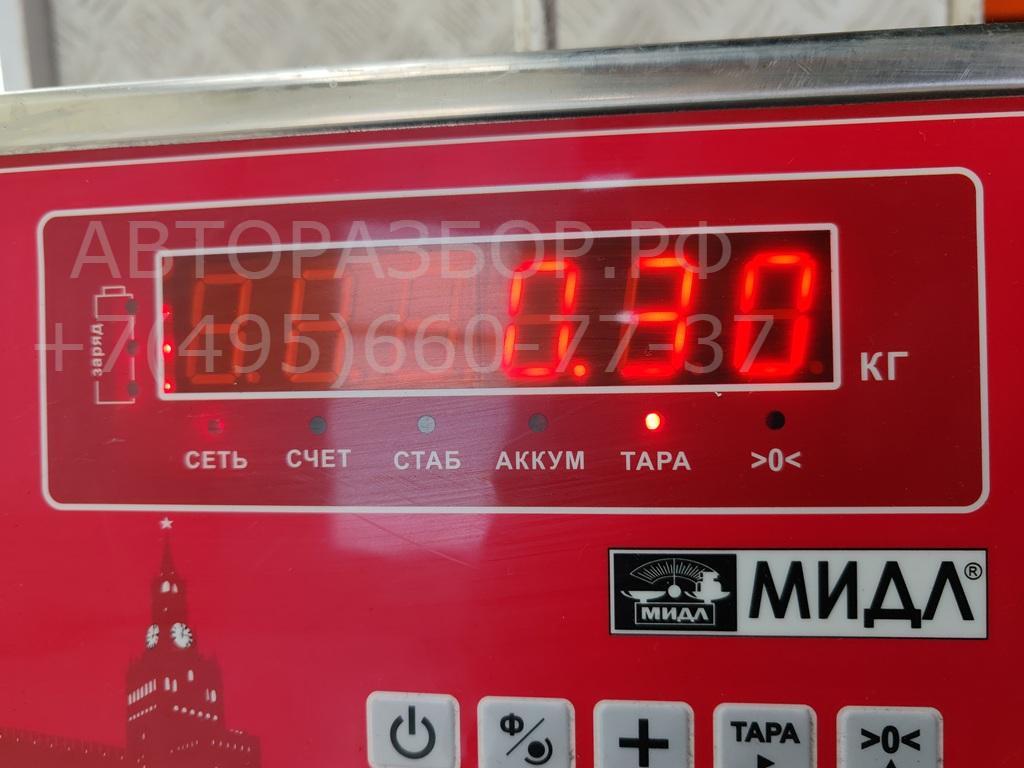 АВТОРАЗБОР.РФ
+7(495)660-77-37
0.30
КГ
заряд
СЕТЬ СЧЕТ СТАБ АККУМ ТАРА >0<
МИДЛ МИДЛ®
Ф ТАРА >0<